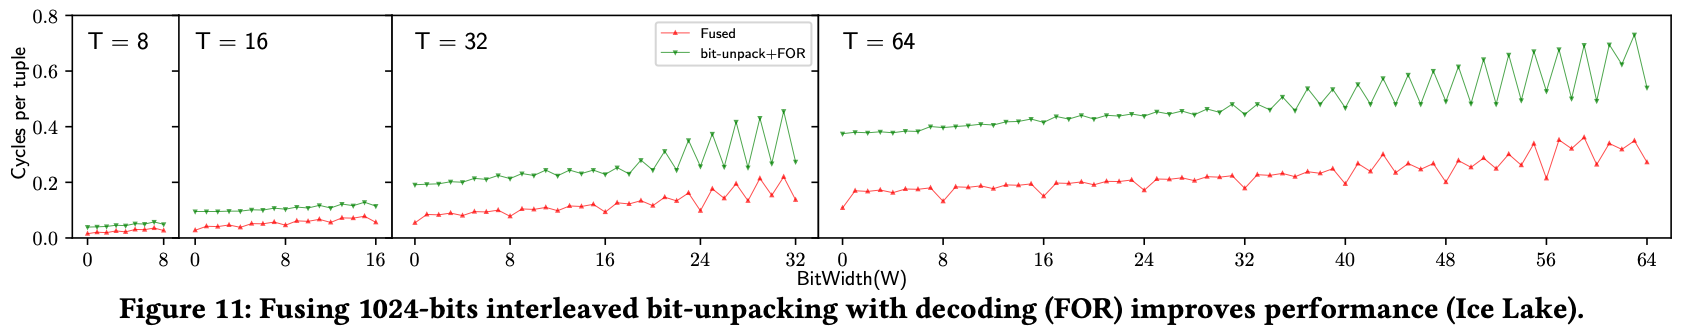 0.8
0.6
0.4
0.2
0.0
Cycles per tuple
T = 8
T = 16
T = 32
Fused
bit-unpack+FOR
T = 64
0 8
0 8 16
0 8 16 24 32
0 8 16 24 32 40 48 56 64
BitWidth(W)
Figure 11: Fusing 1024-bits interleaved bit-unpacking with decoding (FOR) improves performance (Ice Lake).